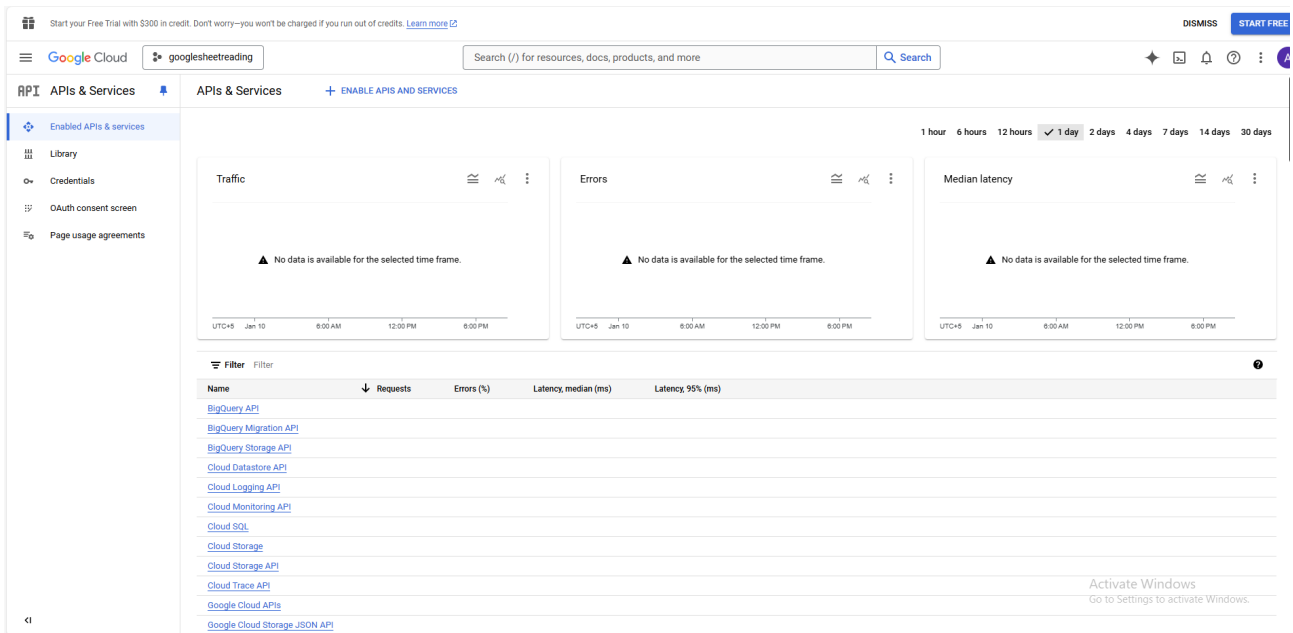 Start your Free Trial with $300 in credit. Don't worry—you won't be charged if you run out of credits. Learn more
DISMISS
START FREE
Google Cloud
googlesheetreading
Search (/) for resources, docs, products, and more
Search
A
API APIs & Services
APIs & Services
+ ENABLE APIS AND SERVICES
Enabled APIs & services
Library
Credentials
OAuth consent screen
Page usage agreements
1 hour 6 hours 12 hours 1 day 2 days 4 days 7 days 14 days 30 days
Traffic
No data is available for the selected time frame.
UTC+5 Jan 10 6:00 AM 12:00 PM 6:00 PM
Errors
No data is available for the selected time frame.
UTC+5 Jan 10 6:00 AM 12:00 PM 6:00 PM
Median latency
No data is available for the selected time frame.
UTC+5 Jan 10 6:00 AM 12:00 PM 6:00 PM
Filter Filter
Name Requests Errors (%) Latency, median (ms) Latency, 95% (ms)
BigQuery API
BigQuery Migration API
BigQuery Storage API
Cloud Datastore API
Cloud Logging API
Cloud Monitoring API
Cloud SQL
Cloud Storage
Cloud Storage API
Cloud Trace API
Google Cloud APIs
Google Cloud Storage JSON API
Activate Windows
Go to Settings to activate Windows.